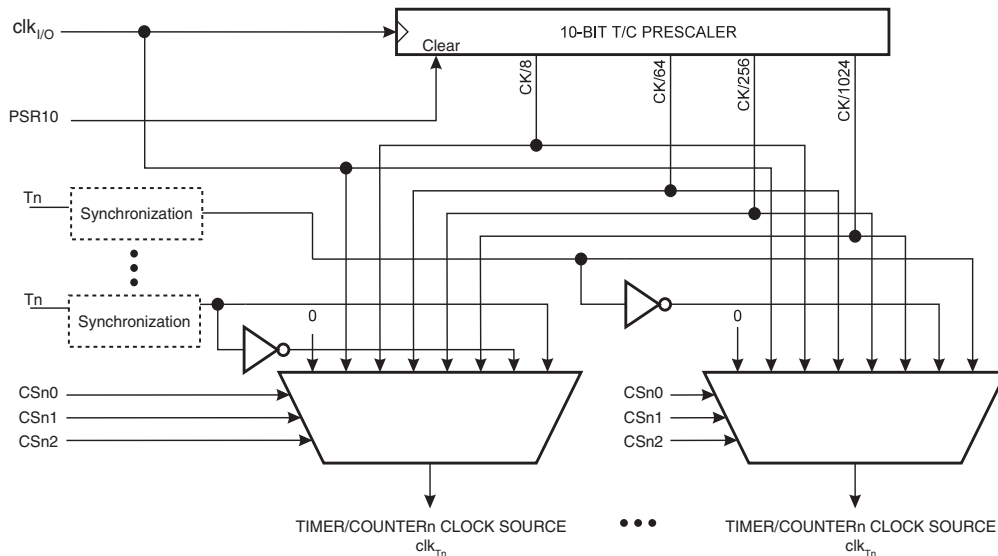 clkI/O
10-BIT T/C PRESCALER
Clear
CK/8
CK/64
CK/256
CK/1024
PSR10
Tn
Synchronization
Tn
Synchronization
0
0
CSn0
CSn1
CSn2
CSn0
CSn1
CSn2
TIMER/COUNTERn CLOCK SOURCE
clkTn
TIMER/COUNTERn CLOCK SOURCE
clkTn